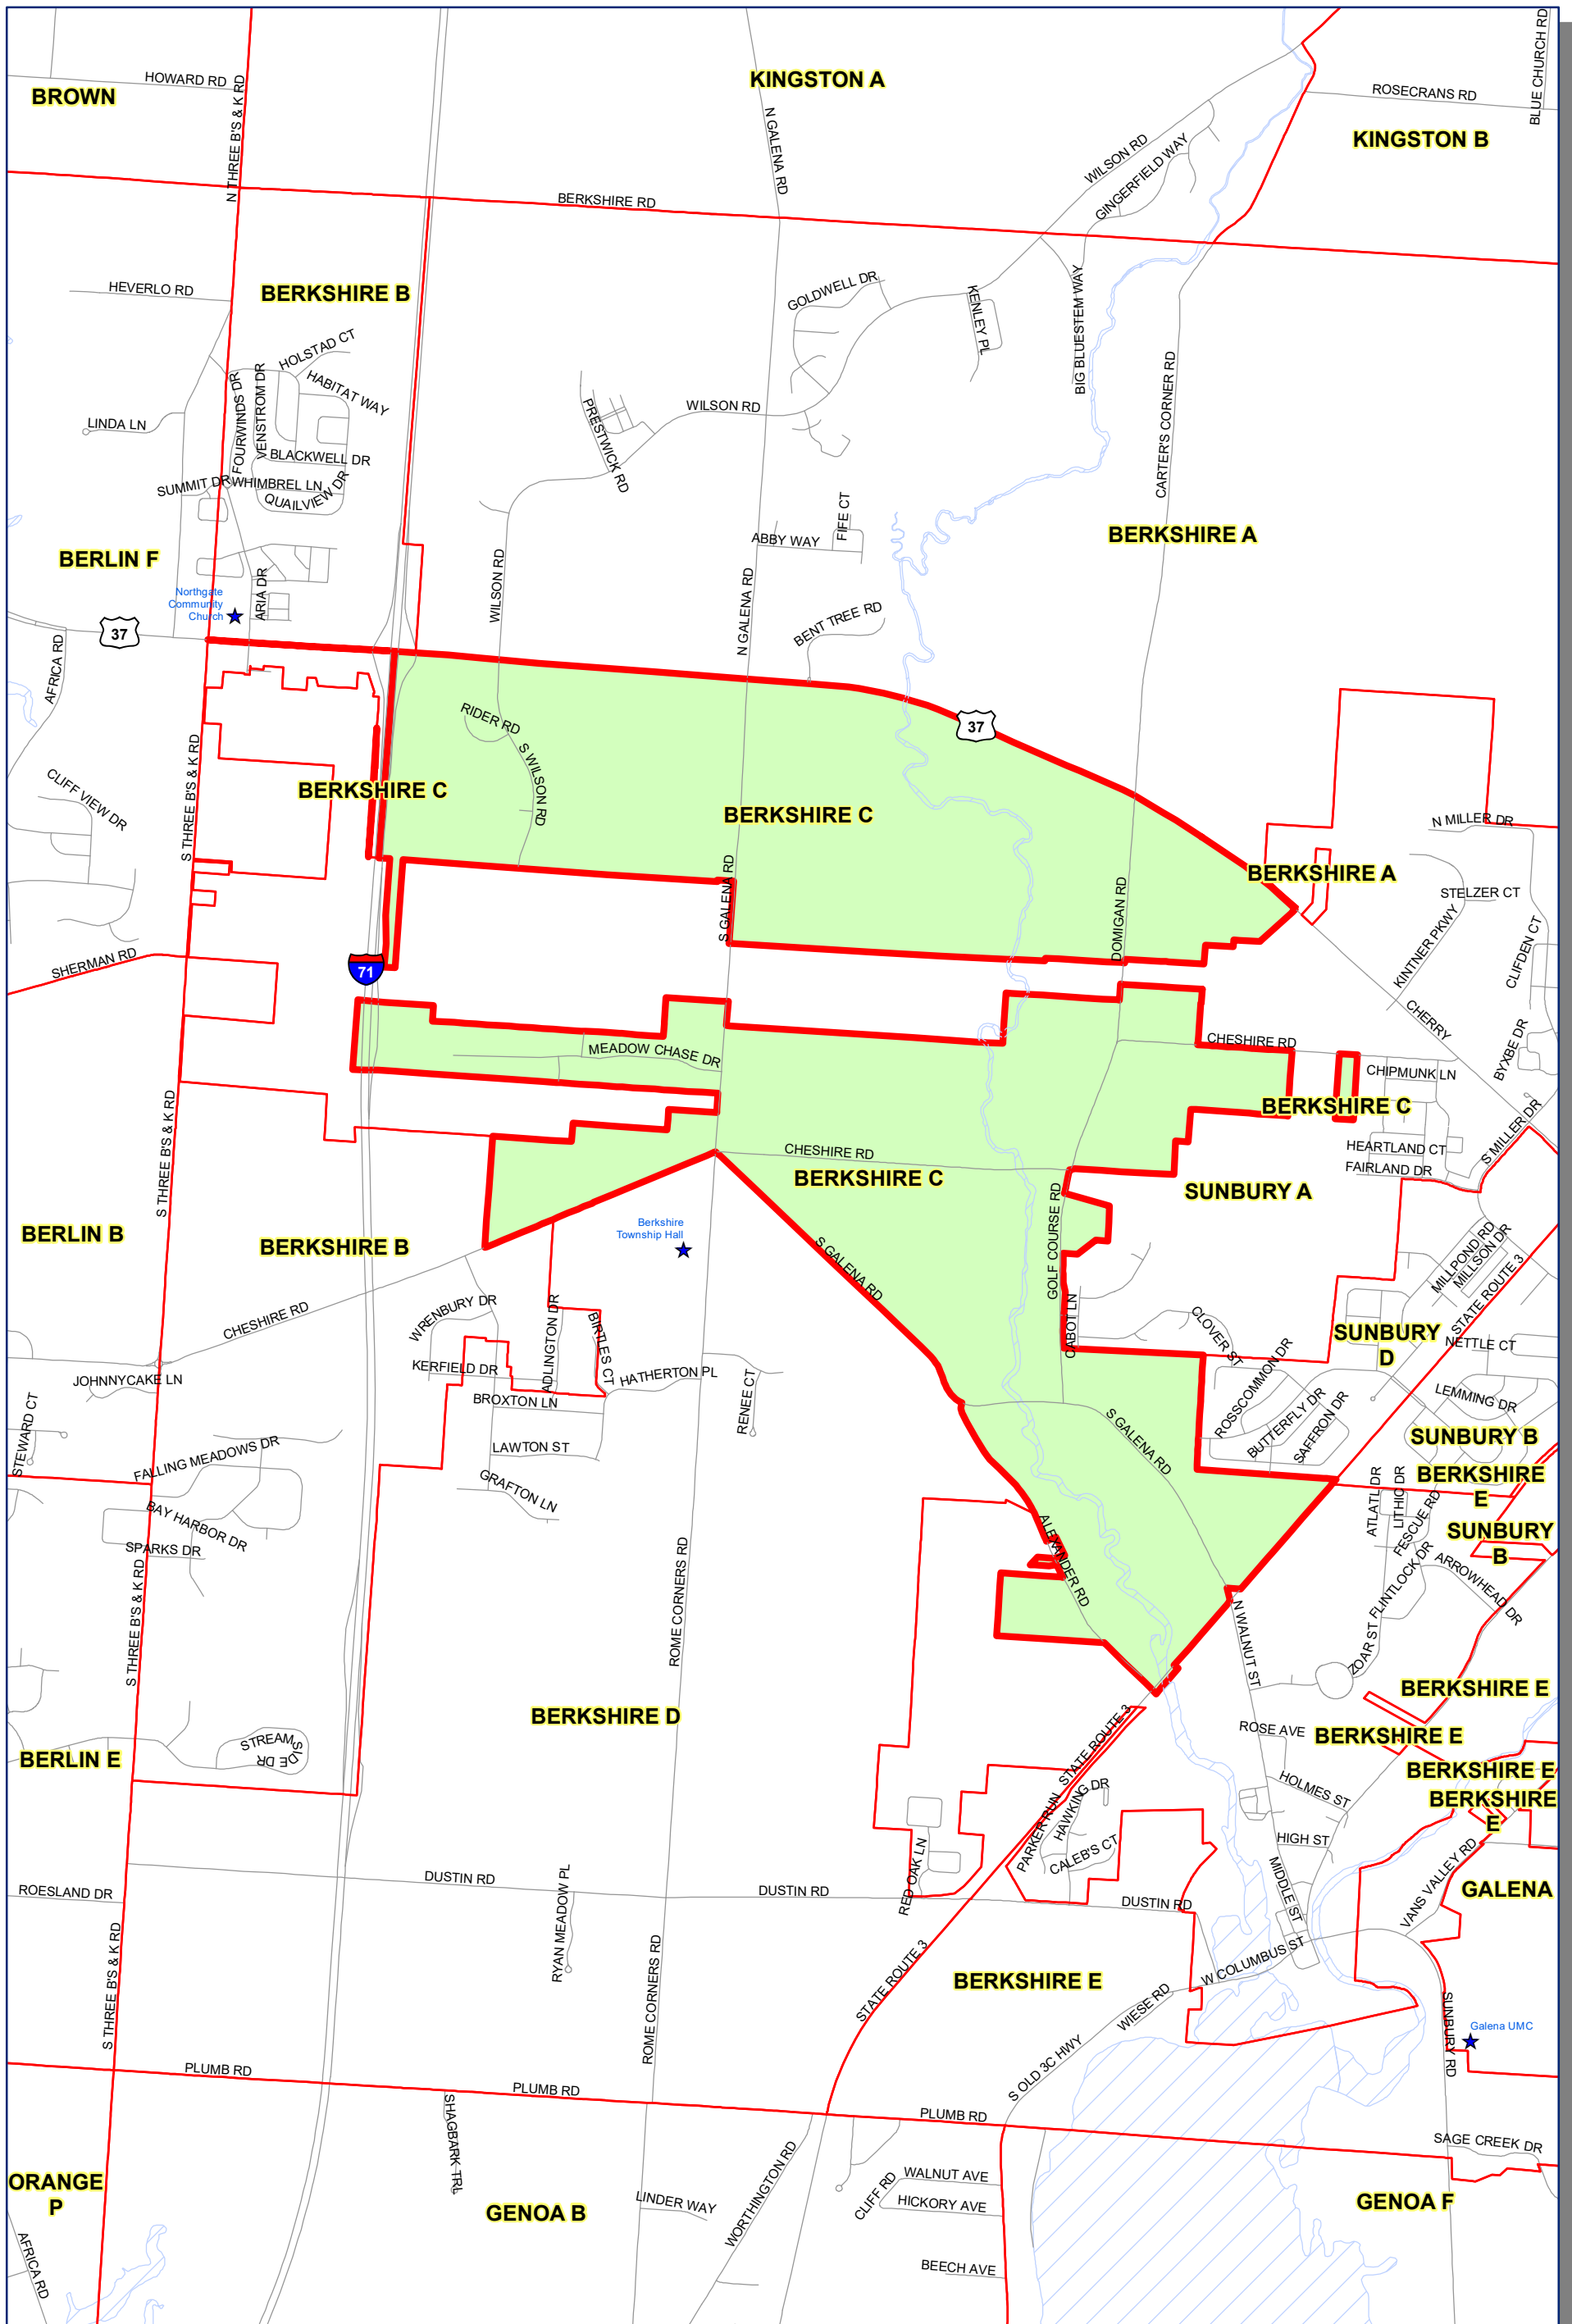 HOWARD RD
BROWN
N THREE B'S & K RD
KINGSTON A
N GALENA RD
WILSON RD
GINGERFIELD WAY
ROSECRANS RD
BLUE CHURCH RD
KINGSTON B
BERKSHIRE RD
HEVERLO RD
BERKSHIRE B
HOLSTAD CT
HABITAT WAY
FOURWINDS DR
VENSTROM DR
LINDA LN
BLACKWELL DR
SUMMIT DR
WHIMBREL LN
QUAILVIEW DR
GOLDWELL DR
KENLEY PL
BIG BLUESTEM WAY
CARTER'S CORNER RD
PRESTWICK RD
WILSON RD
BERKSHIRE A
FIFE CT
ABBY WAY
WILSON RD
N GALENA RD
BENT TREE RD
BERLIN F
Northgate
Community
Church
ARIA DR
37
AFRICA RD
RIDER RD
S WILSON RD
37
CLIFF VIEW DR
S THREE B'S & K RD
BERKSHIRE C
BERKSHIRE C
N MILLER DR
BERKSHIRE A
STELZER CT
KINTNER PKWY
CLIFDEN CT
S GALENA RD
DOMIGAN RD
SHERMAN RD
71
CHERRY
BYXBE DR
MEADOW CHASE DR
CHESHIRE RD
CHIPMUNK LN
BERKSHIRE C
S MILLER DR
HEARTLAND CT
FAIRLAND DR
S THREE B'S & K RD
CHESHIRE RD
BERKSHIRE C
SUNBURY A
BERLIN B
BERKSHIRE B
Berkshire
Township Hall
S GALENA RD
GOLF COURSE RD
MILLPOND RD
MILLSON DR
STATE ROUTE 3
CHESHIRE RD
WRENBURY DR
ADLINGTON DR
BIRTLES CT
CABOT LN
CLOVER ST
SUNBURY
D
NETTLE CT
KERFIELD DR
HATHERTON PL
JOHNNYCAKE LN
BROXTON LN
RENEE CT
ROSSCOMMON DR
BUTTERFLY DR
SAFFRON DR
LEMMING DR
STEWARD CT
LAWTON ST
S GALENA RD
SUNBURY B
FALLING MEADOWS DR
GRAFTON LN
BERKSHIRE
E
ATLATL DR
LITHIC DR
FESCUE RD
BAY HARBOR DR
SPARKS DR
ALEXANDER RD
SUNBURY
B
FLINTLOCK DR
ARROWHEAD DR
S THREE B'S & K RD
ROME CORNERS RD
N WALNUT ST
ZOAR ST
BERKSHIRE E
BERKSHIRE D
ROSE AVE
BERKSHIRE E
STREAMSIDE DR
BERLIN E
STATE ROUTE 3
BERKSHIRE E
HOLMES ST
BERKSHIRE
E
PARKER RUN
HAWKING DR
HIGH ST
CALEB'S CT
RED OAK LN
MIDDLE ST
VANS VALLEY RD
DUSTIN RD
DUSTIN RD
DUSTIN RD
ROESLAND DR
GALENA
RYAN MEADOW PL
S THREE B'S & K RD
ROME CORNERS RD
STATE ROUTE 3
BERKSHIRE E
W COLUMBUS ST
WIESE RD
SUNBURY RD
Galena UMC
S OLD 3C HWY
PLUMB RD
PLUMB RD
PLUMB RD
SAGE CREEK DR
SHAGBARK TRL
ORANGE
P
WORTHINGTON RD
CLIFF RD
WALNUT AVE
HICKORY AVE
LINDER WAY
GENOA B
GENOA F
AFRICA RD
BEECH AVE